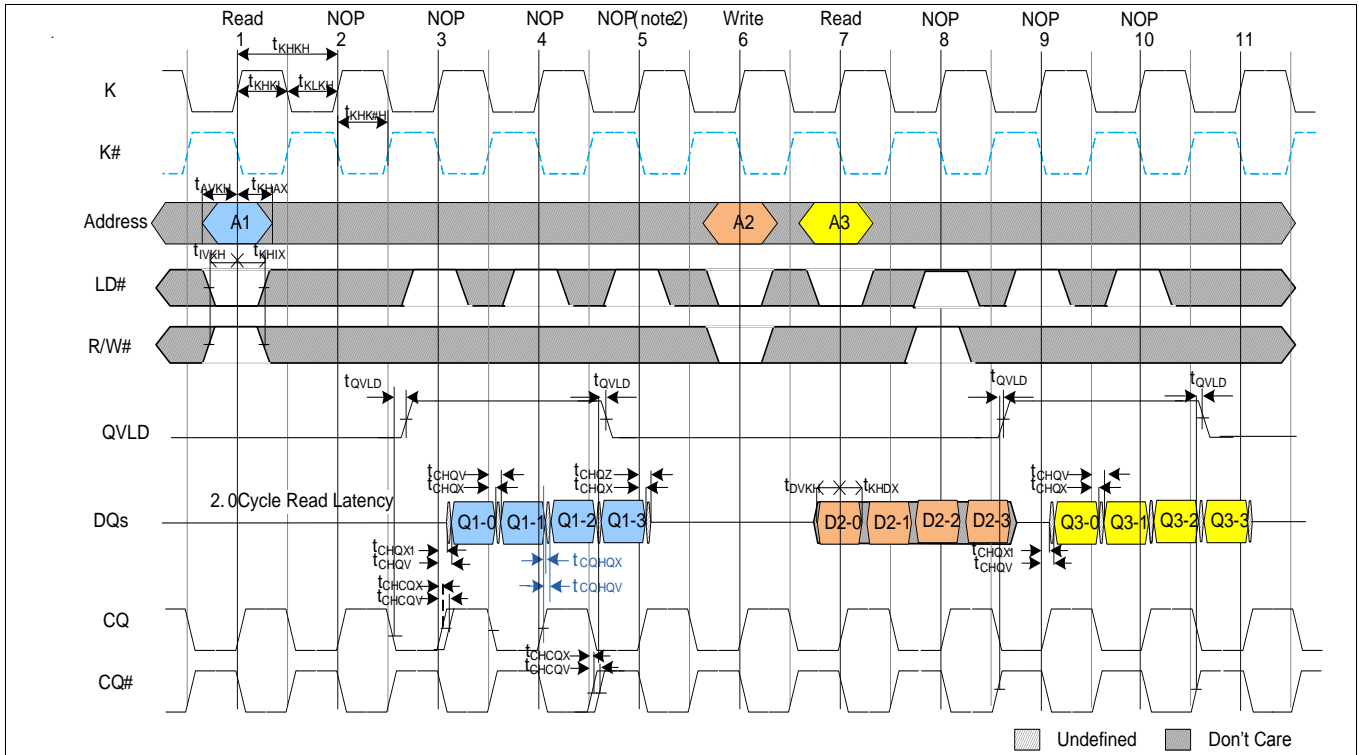 Read NOP NOP NOP NOP(note2) Write Read NOP NOP NOP
1 2 3 4 5 6 7 8 9 10 11
tKHKH
K
tKHKL tKLKH
tKHK#H
K#
tAVKH tKHAX
Address A1 A2 A3
tIVKH tKHIX
LD#
R/W#
tQVLD tQVLD tQVLD tQVLD
QVLD
tCHQV tCHQZ tCHQV
tCHQX tCHQX tDVKH tKHDX tCHQX
2.0Cycle Read Latency
DQs Q1-0 Q1-1 Q1-2 Q1-3 D2-0 D2-1 D2-2 D2-3 Q3-0 Q3-1 Q3-2 Q3-3
tCHQX1 tCQHQX tCHQX1
tCHQV tCHQV
tCHCQX tCQHQV
tCHCQV
CQ
tCHCQX
tCHCQV
CQ#
Undefined Don't Care